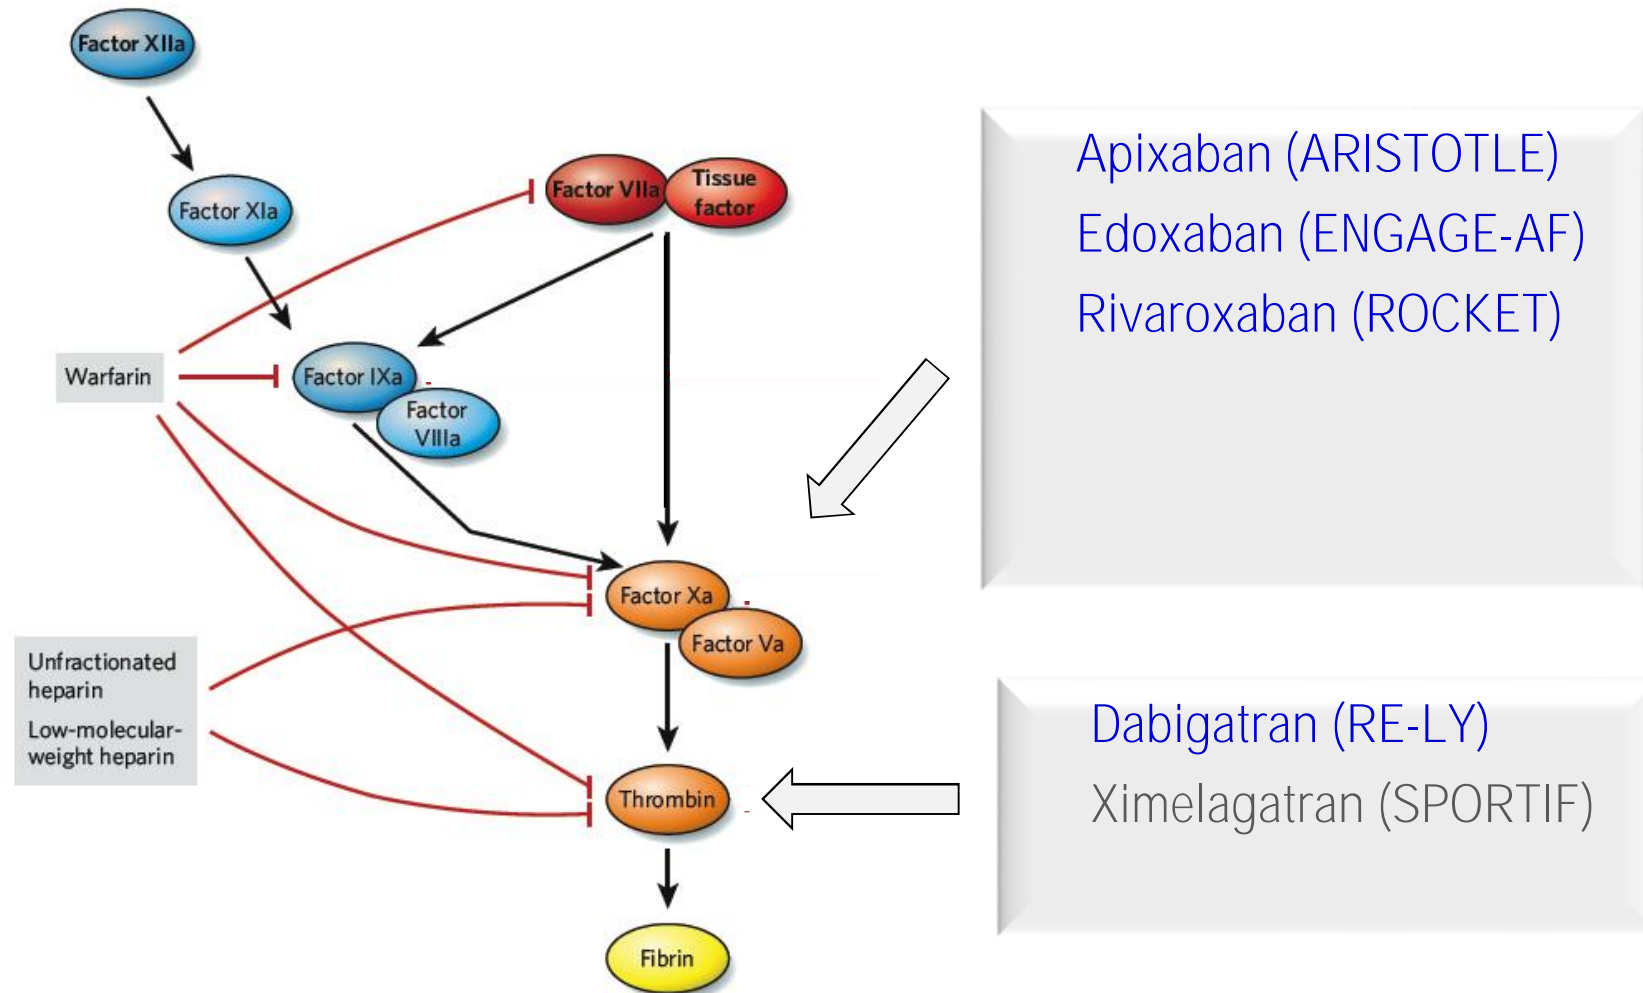 Factor XIIa
Factor XIa
Factor VIIa
Tissue
factor
Warfarin
Factor IXa
Factor
VIIIa
Factor Xa
Factor Va
Unfractionated
heparin
Low-molecular-
weight heparin
Thrombin
Fibrin
Apixaban (ARISTOTLE)
Edoxaban (ENGAGE-AF)
Rivaroxaban (ROCKET)
Dabigatran (RE-LY)
Ximelagatran (SPORTIF)